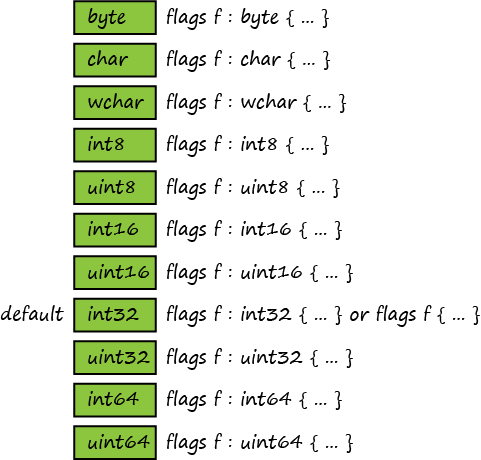 byte flags f : byte { ... }
char flags f : char { ... }
wchar flags f : wchar { ... }
int8 flags f : int8 { ... }
uint8 flags f : uint8 { ... }
int16 flags f : int16 { ... }
uint16 flags f : uint16 { ... }
default int32 flags f : int32 { ... } or flags f { ... }
uint32 flags f : uint32 { ... }
int64 flags f : int64 { ... }
uint64 flags f : uint64 { ... }